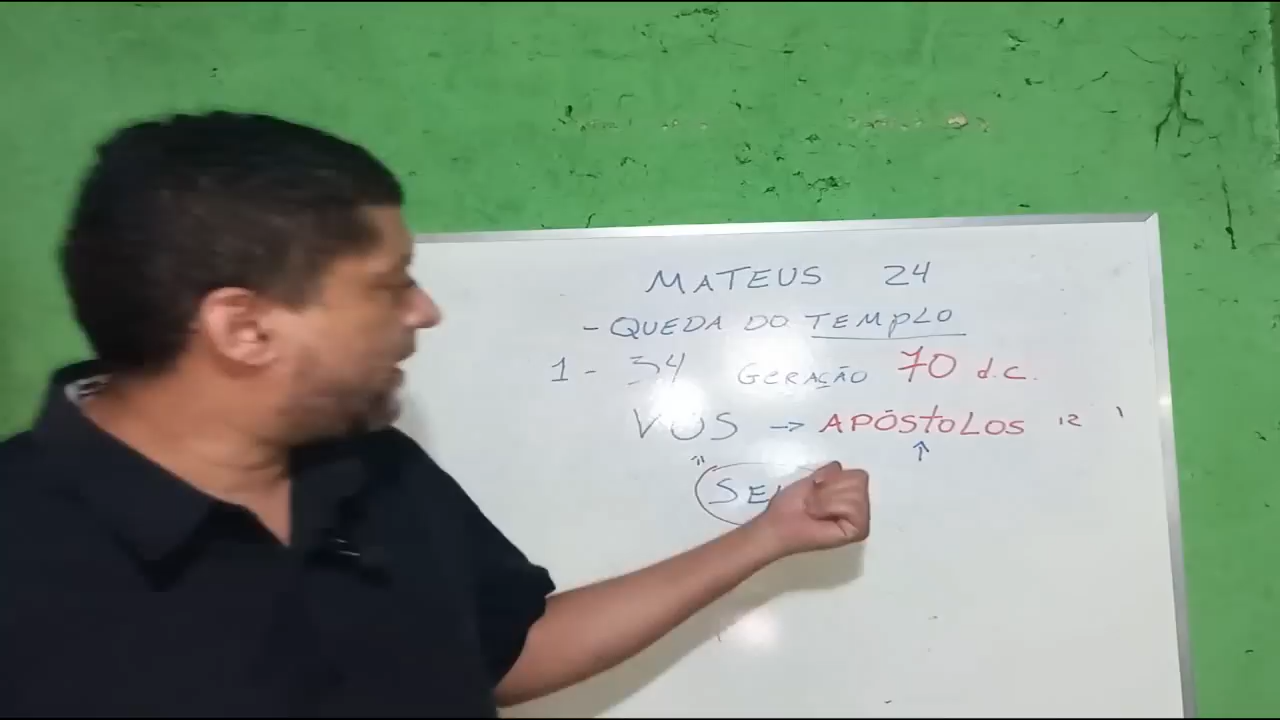 MATEUS 24
- QUEDA DO TEMPLO
1 - 34 GERAÇÃO 70 d.C.
VÓS → APÓSTOLOS 12
↑